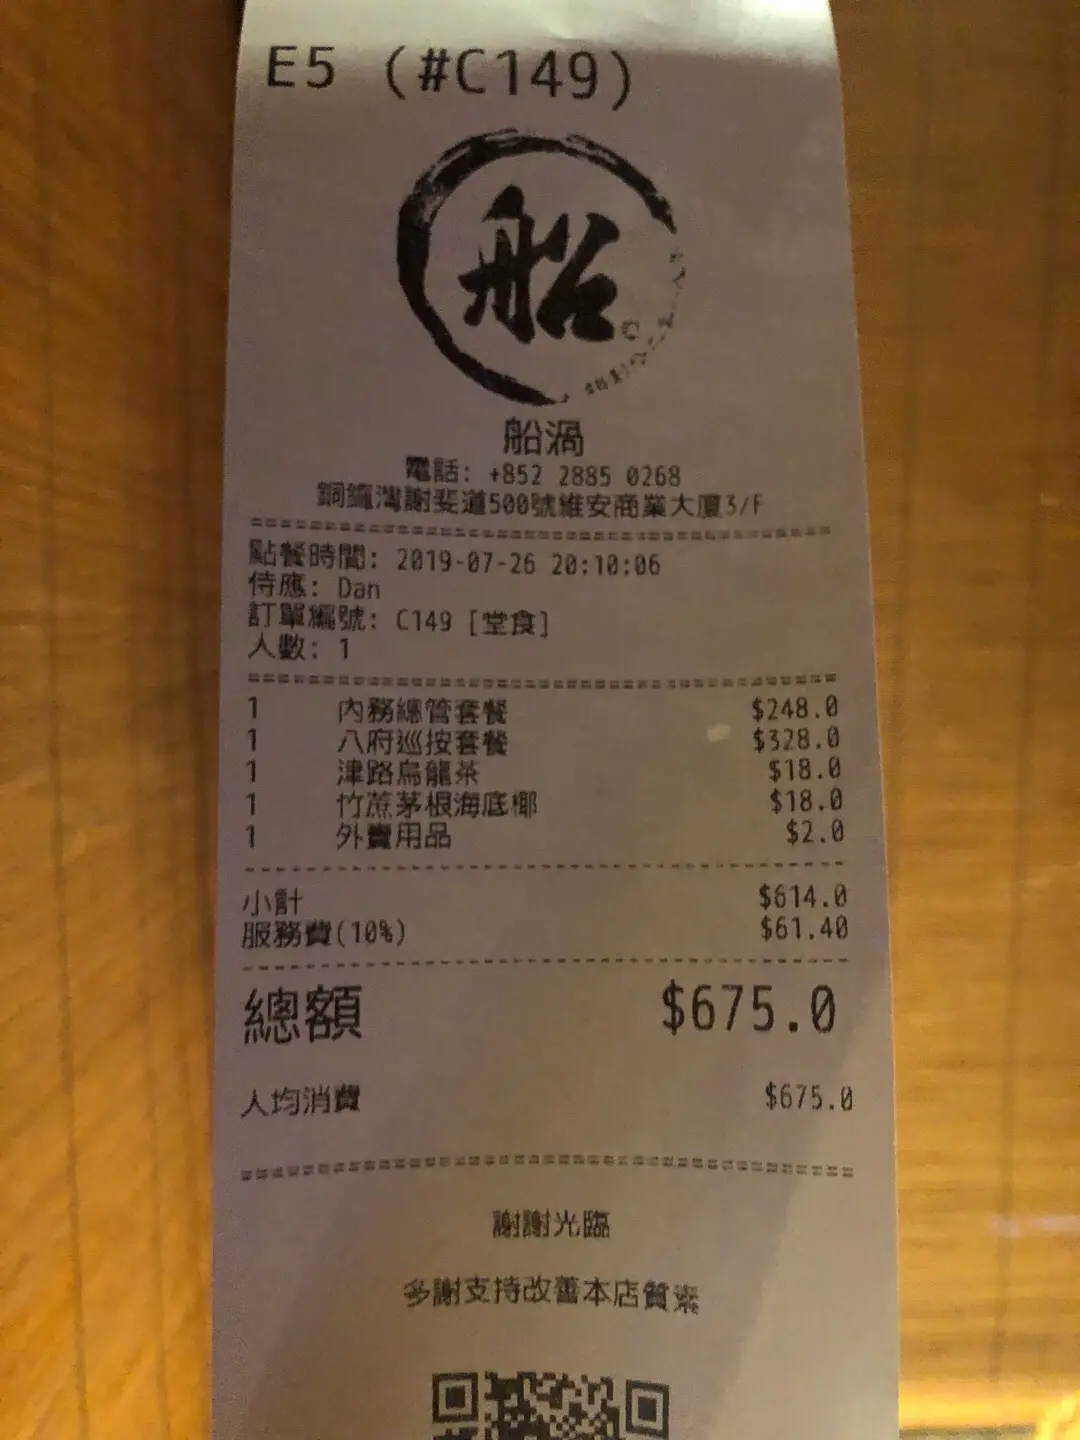 E5 (#C149)
船
船渦
電話: +852 2885 0268
銅鑼灣謝斐道500號維安商業大廈3/F
點餐時間: 2019-07-26 20:10:06
侍應: Dan
訂單編號: C149 [堂食]
人數: 1
1 內務總管套餐 $248.0
1 八府巡按套餐 $328.0
1 津路烏龍茶 $18.0
1 竹蔗茅根海底椰 $18.0
1 外賣用品 $2.0
小計 $614.0
服務費(10%) $61.40
總額 $675.0
人均消費 $675.0
謝謝光臨
多謝支持改善本店質素